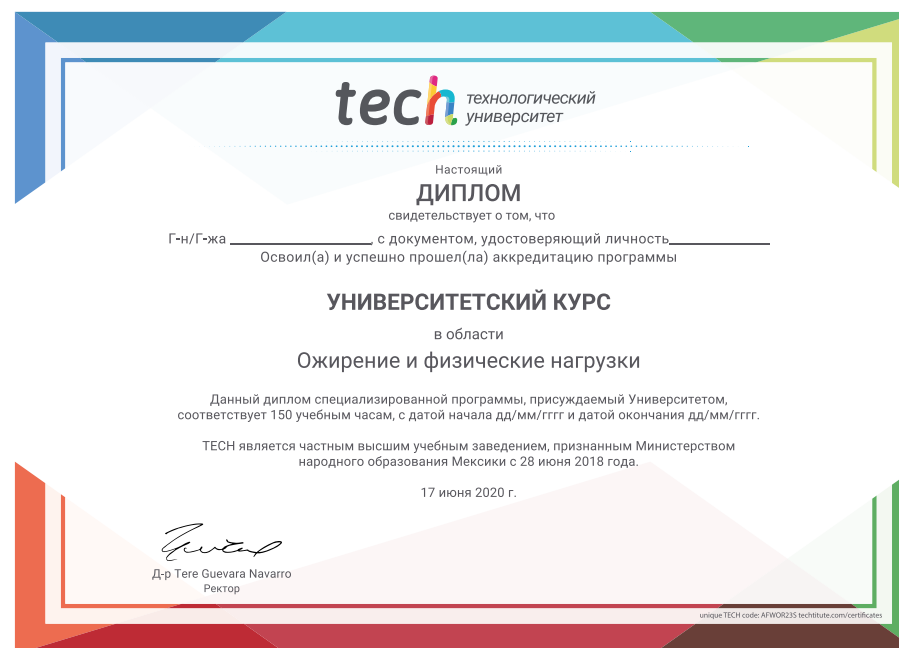 tech технологический
университет
Настоящий
ДИПЛОМ
свидетельствует о том, что
Г-н/Г-жа ____________________, с документом, удостоверяющий личность______________
Освоил(а) и успешно прошел(ла) аккредитацию программы
УНИВЕРСИТЕТСКИЙ КУРС
в области
Ожирение и физические нагрузки
Данный диплом специализированной программы, присуждаемый Университетом,
соответствует 150 учебным часам, с датой начала дд/мм/гггг и датой окончания дд/мм/гггг.
TECH является частным высшим учебным заведением, признанным Министерством
народного образования Мексики с 28 июня 2018 года.
17 июня 2020 г.
Д-р Tere Guevara Navarro
Ректор
unique TECH code: AFWOR23S techtitute.com/certificates